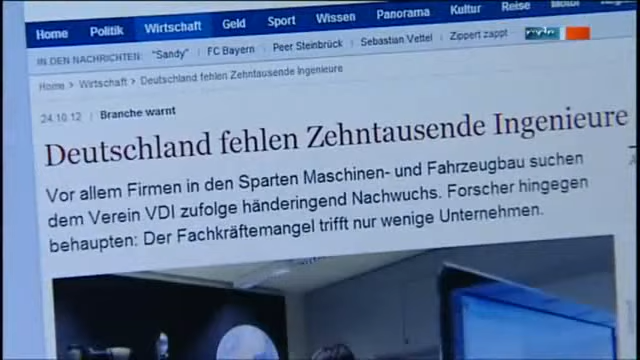 Home Politik Wirtschaft Geld Sport Wissen Panorama Kultur Reise
IN DEN NACHRICHTEN: "Sandy" | FC Bayern | Peer Steinbrück | Sebastian Vettel | Zippert zappt
mdr
Home > Wirtschaft > Deutschland fehlen Zehntausende Ingenieure
24.10.12 | Branche warnt
Deutschland fehlen Zehntausende Ingenieure
Vor allem Firmen in den Sparten Maschinen- und Fahrzeugbau suchen
dem Verein VDI zufolge händeringend Nachwuchs. Forscher hingegen
behaupten: Der Fachkräftemangel trifft nur wenige Unternehmen.